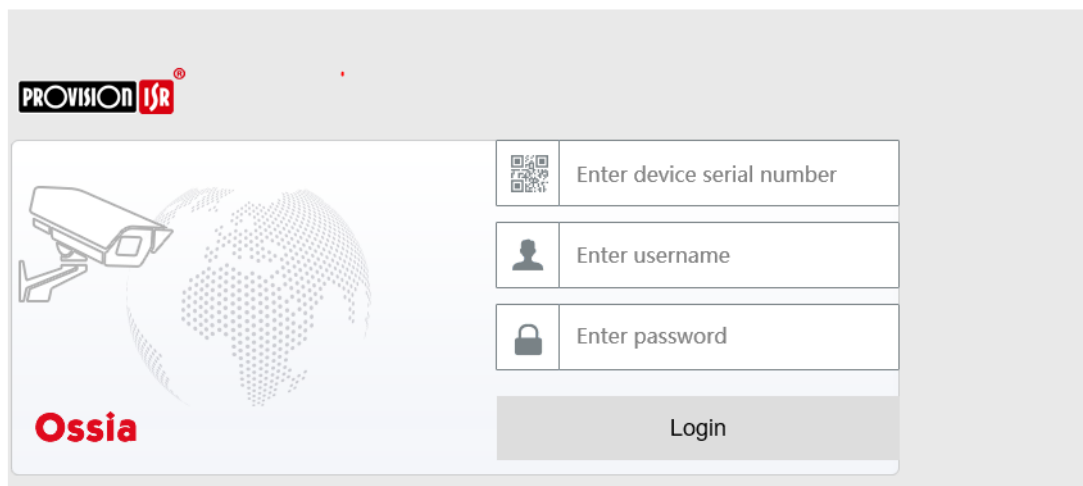 PROVISION ISR®
Enter device serial number
Enter username
Enter password
Ossia
Login